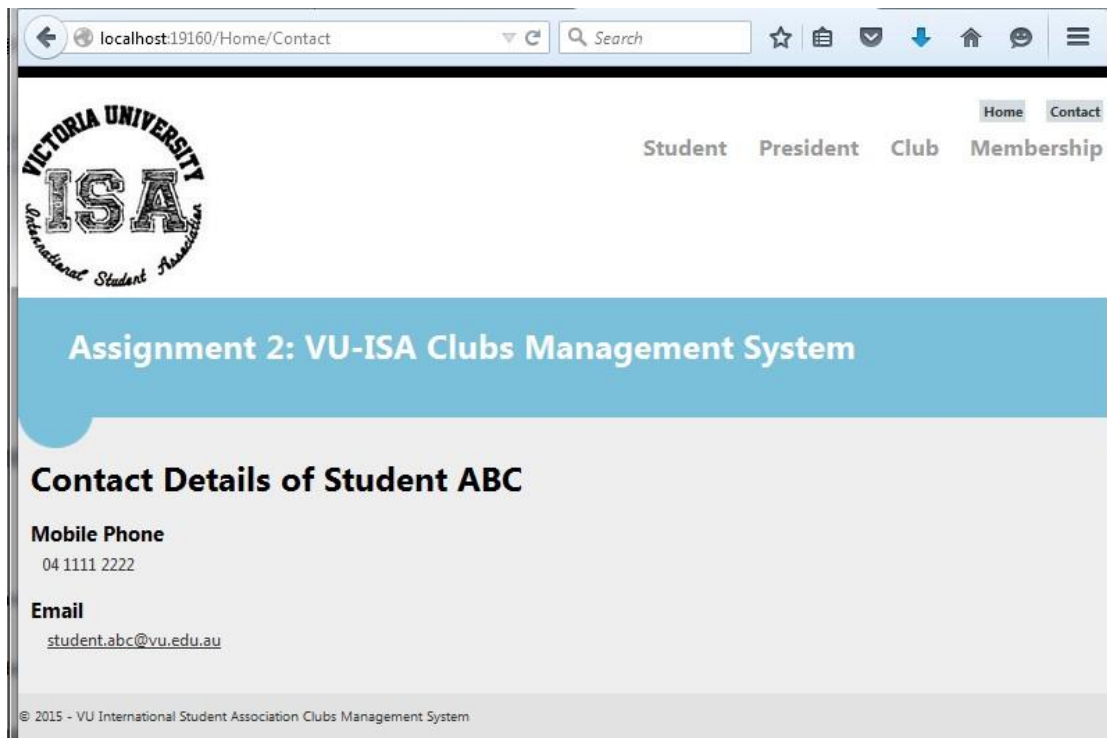 localhost:19160/Home/Contact
Search
VICTORIA UNIVERSITY
ISA
International Student Association
Home Contact
Student President Club Membership
Assignment 2: VU-ISA Clubs Management System
Contact Details of Student ABC
Mobile Phone
04 1111 2222
Email
student.abc@vu.edu.au
© 2015 - VU International Student Association Clubs Management System